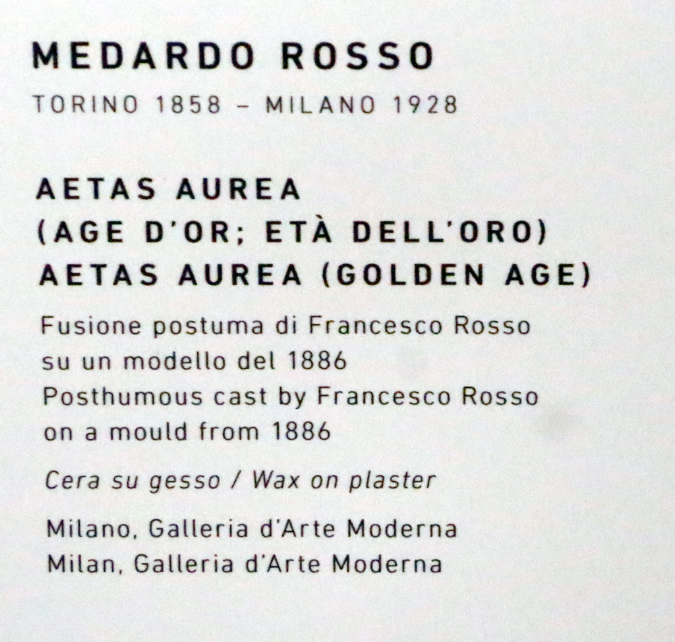 MEDARDO ROSSO
TORINO 1858 – MILANO 1928
AETAS AUREA
(AGE D'OR; ETÀ DELL'ORO)
AETAS AUREA (GOLDEN AGE)
Fusione postuma di Francesco Rosso
su un modello del 1886
Posthumous cast by Francesco Rosso
on a mould from 1886
Cera su gesso / Wax on plaster
Milano, Galleria d'Arte Moderna
Milan, Galleria d'Arte Moderna